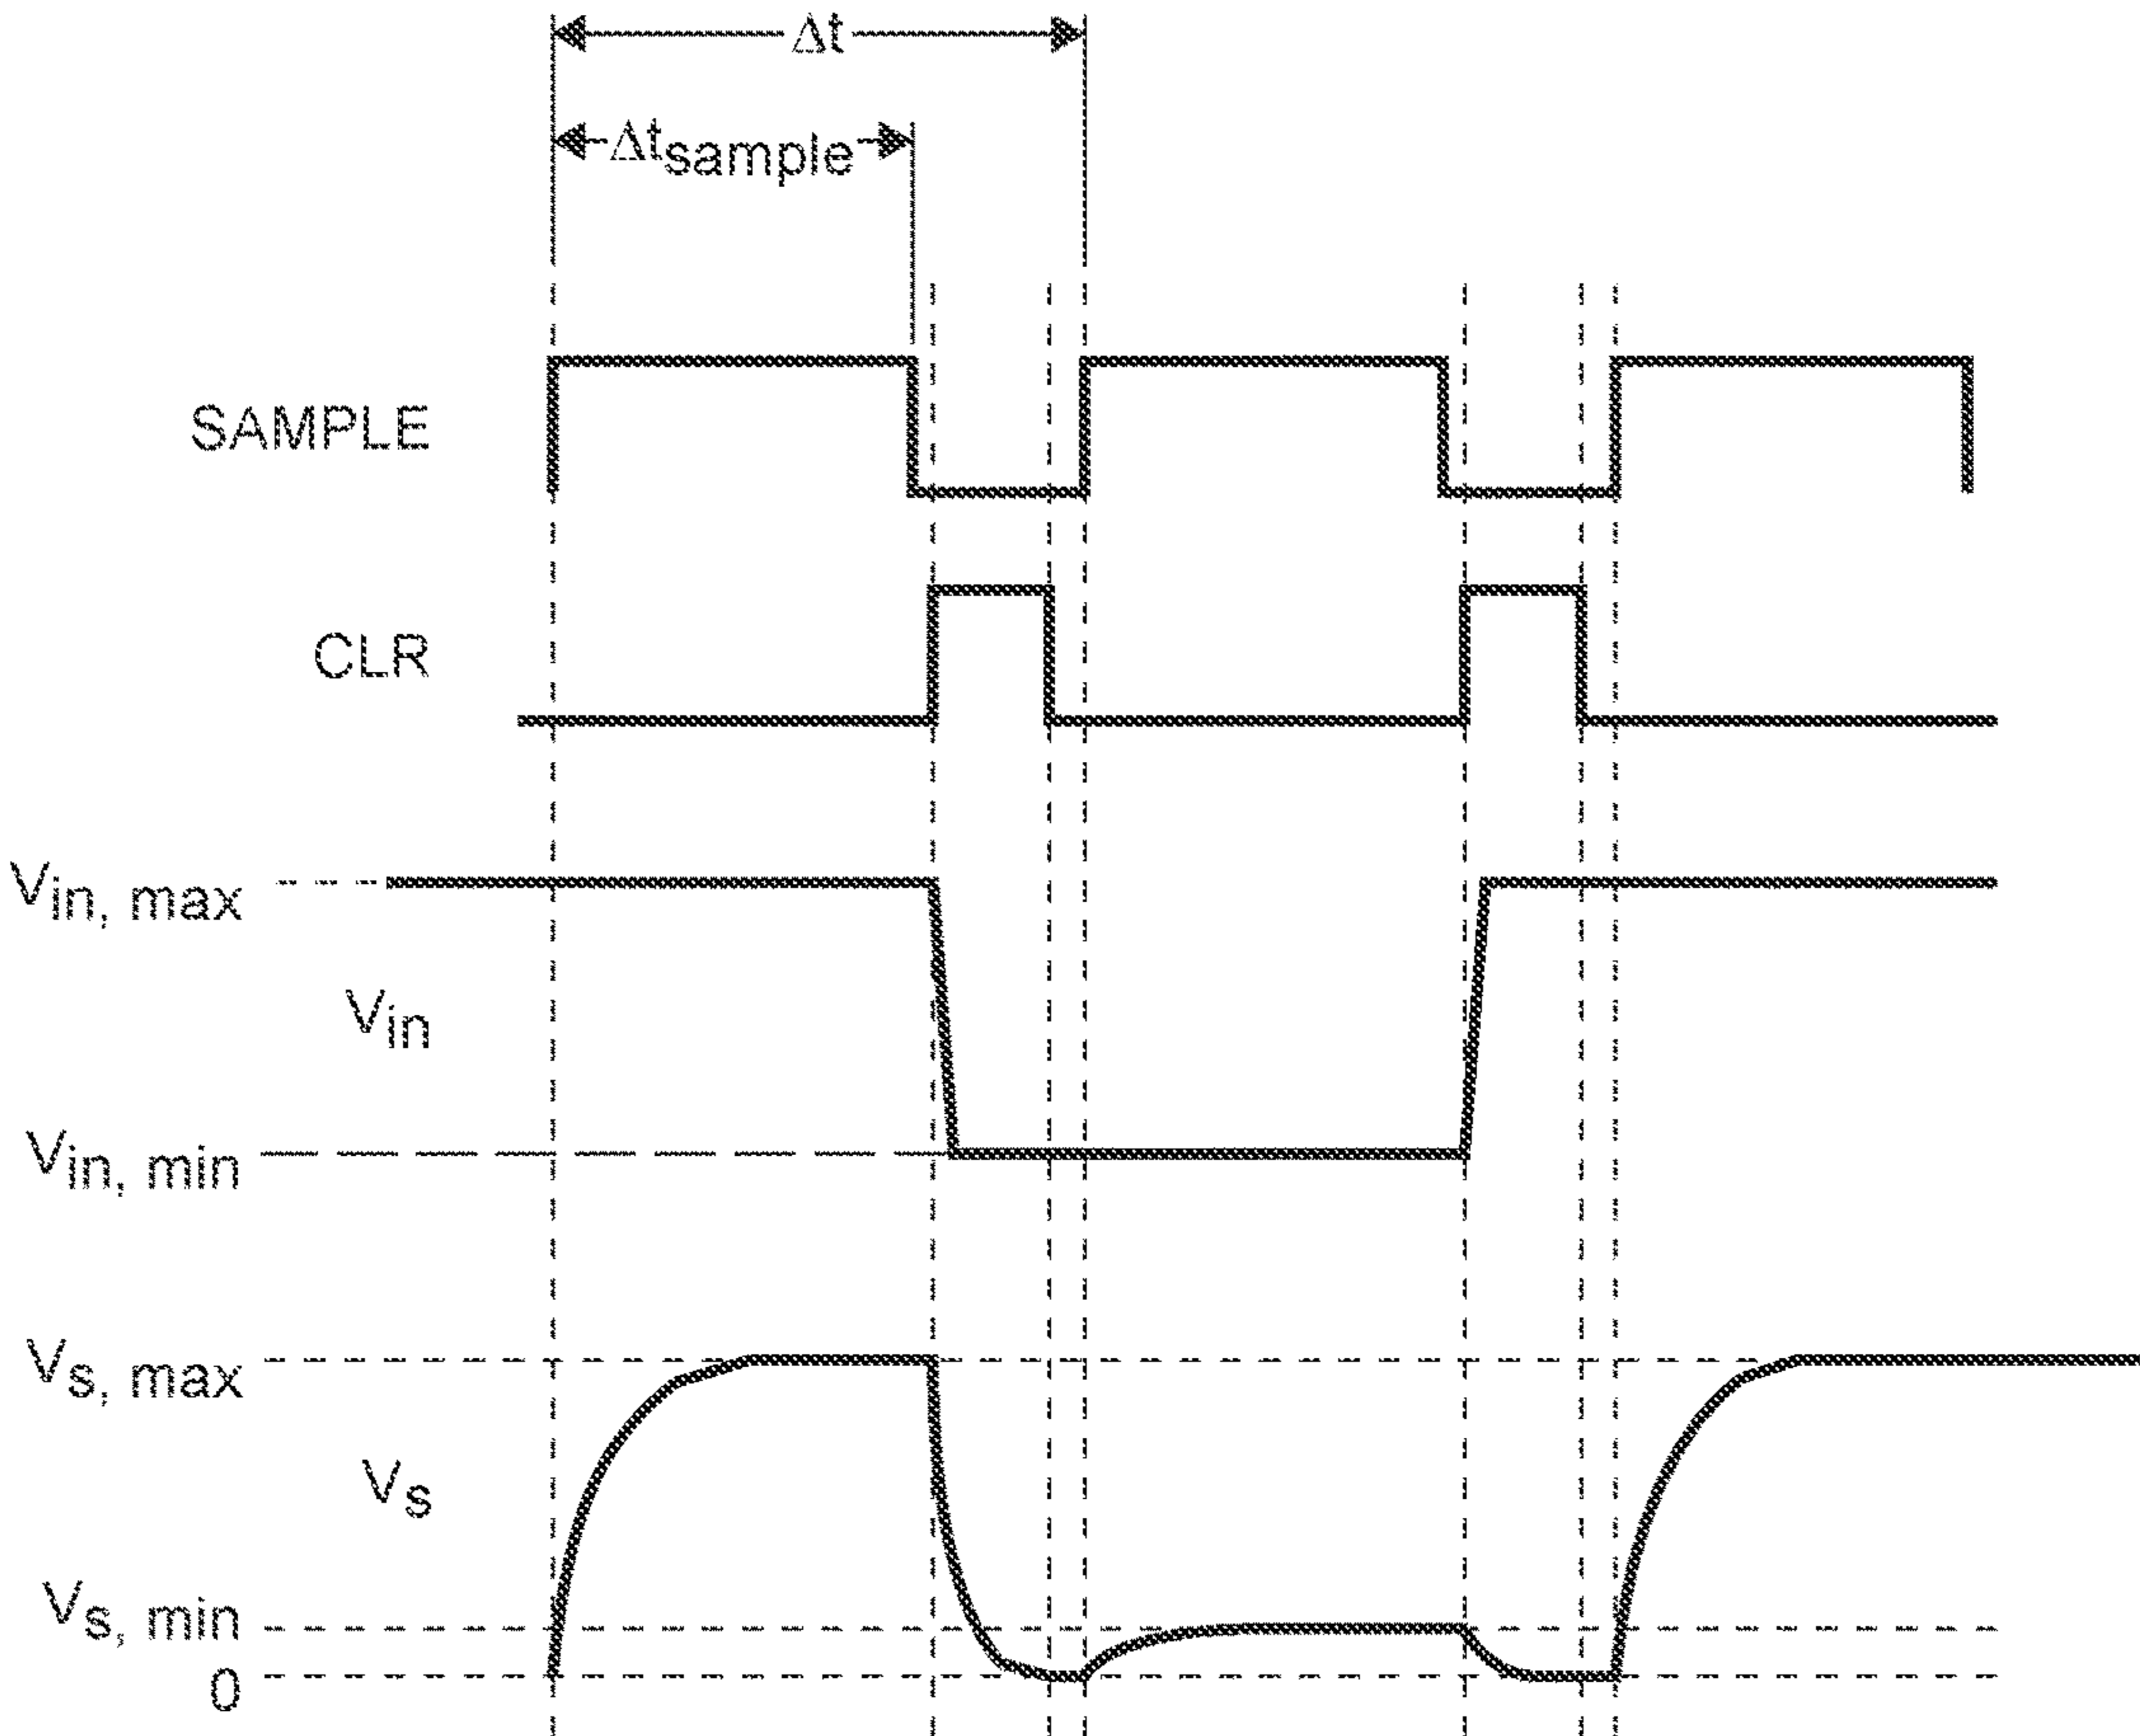 Δt
Δtsample
SAMPLE
CLR
Vin, max
Vin
Vin, min
Vs, max
Vs
Vs, min
0